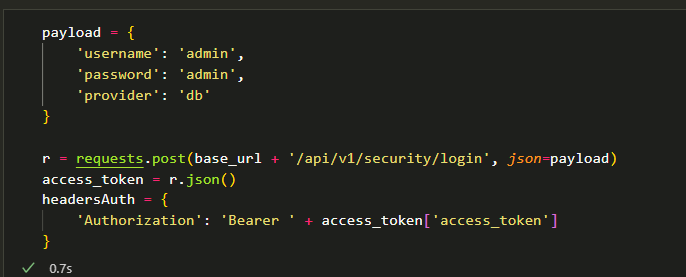 payload = {
    'username': 'admin',
    'password': 'admin',
    'provider': 'db'
}
r = requests.post(base_url + '/api/v1/security/login', json=payload)
access_token = r.json()
headersAuth = {
    'Authorization': 'Bearer ' + access_token['access_token']
}
✓ 0.7s